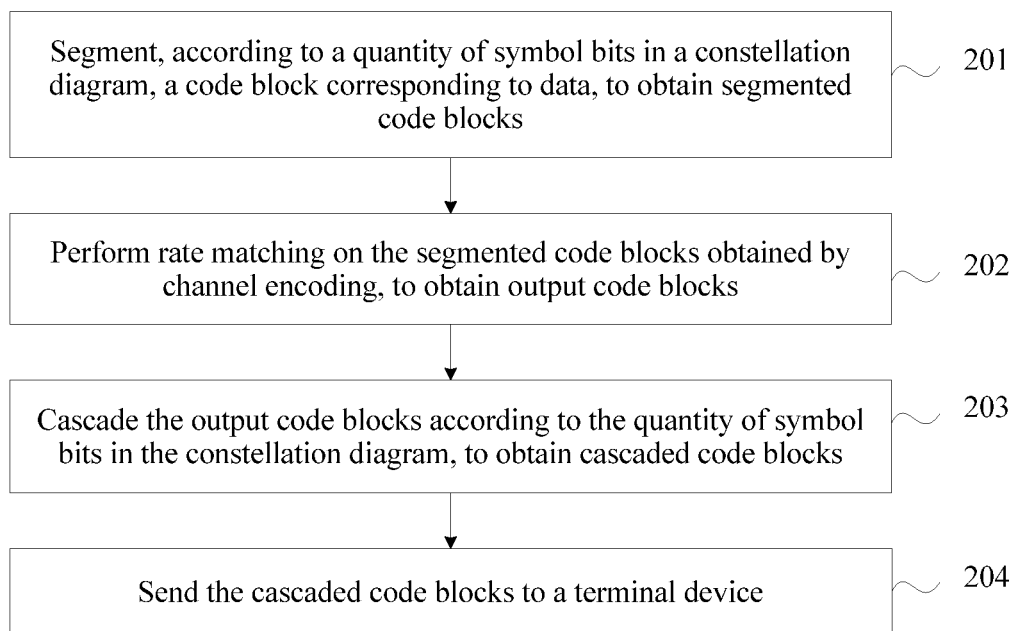 Segment, according to a quantity of symbol bits in a constellation
diagram, a code block corresponding to data, to obtain segmented
code blocks
201
Perform rate matching on the segmented code blocks obtained by
channel encoding, to obtain output code blocks
202
Cascade the output code blocks according to the quantity of symbol
bits in the constellation diagram, to obtain cascaded code blocks
203
Send the cascaded code blocks to a terminal device
204